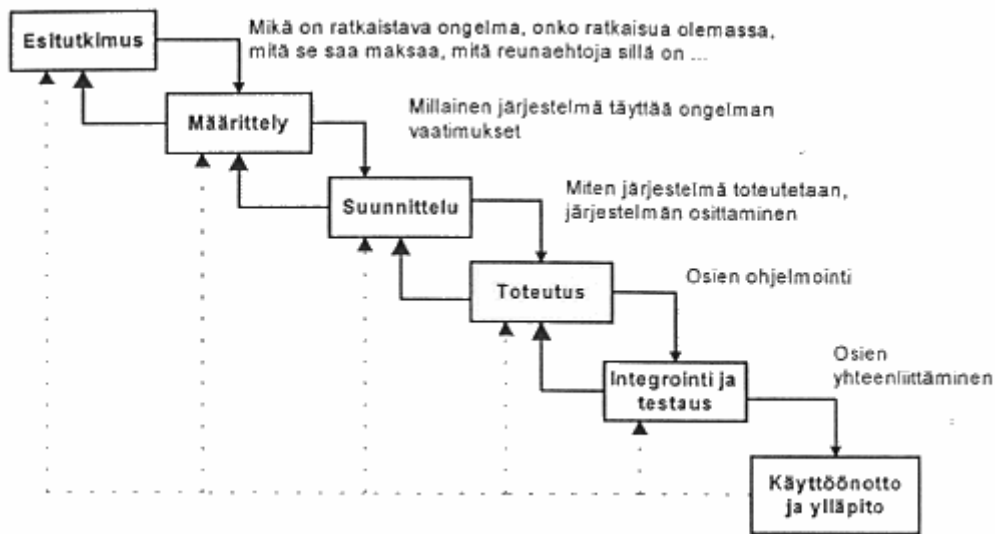 Esitutkimus
Mikä on ratkaistava ongelma, onko ratkaisua olemassa,
mitä se saa maksaa, mitä reunaehtoja sillä on ...
Määrittely
Millainen järjestelmä täyttää ongelman
vaatimukset
Suunnittelu
Miten järjestelmä toteutetaan,
järjestelmän osittaminen
Toteutus
Osien ohjelmointi
Integrointi ja
testaus
Osien
yhteenliittäminen
Käyttöönotto
ja ylläpito